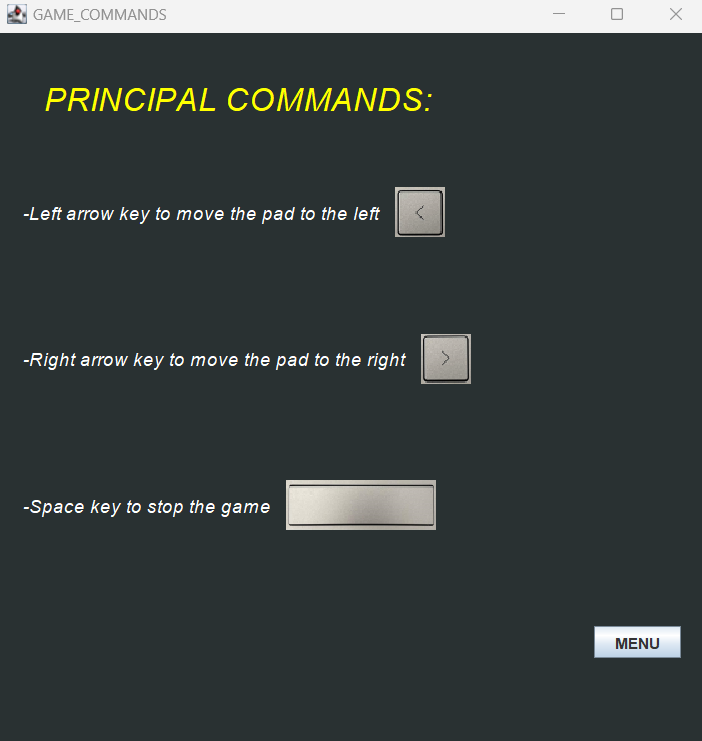 GAME_COMMANDS
PRINCIPAL COMMANDS:
-Left arrow key to move the pad to the left
-Right arrow key to move the pad to the right
-Space key to stop the game
MENU